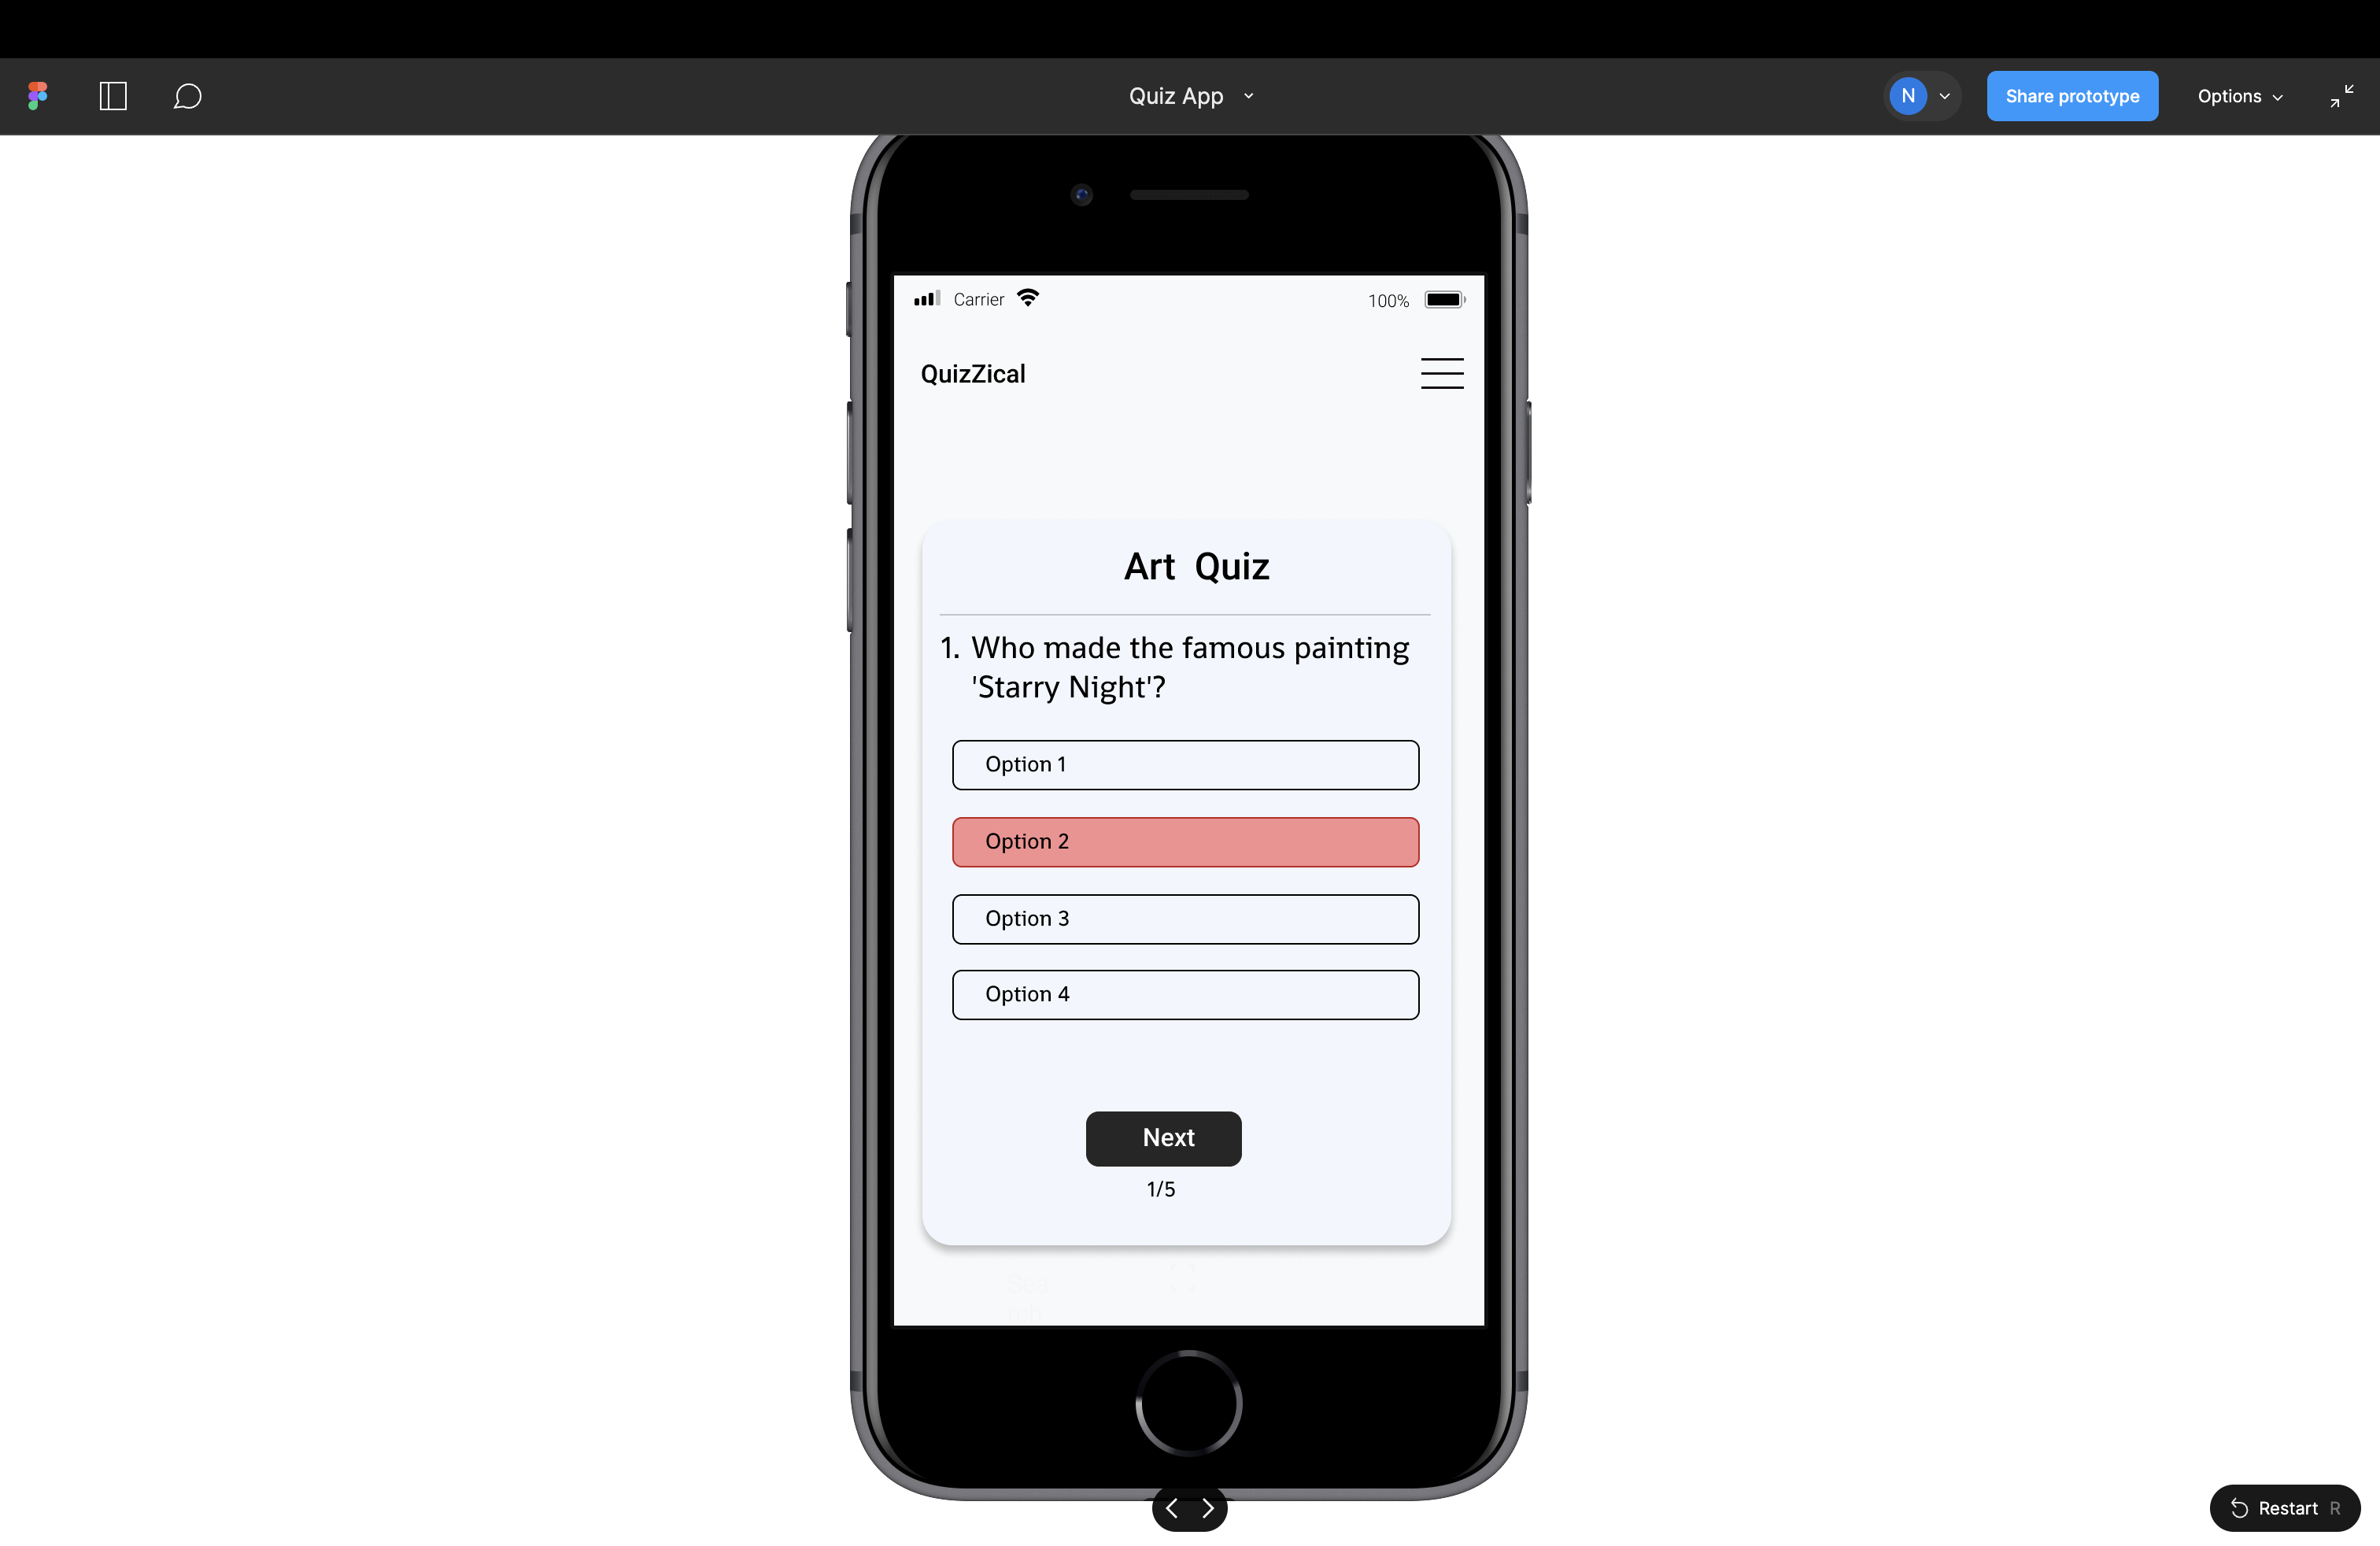 Quiz App
N
Share prototype
Options
Carrier
100%
QuizZical
Art Quiz
1. Who made the famous painting
'Starry Night'?
Option 1
Option 2
Option 3
Option 4
Next
1/5
Restart R